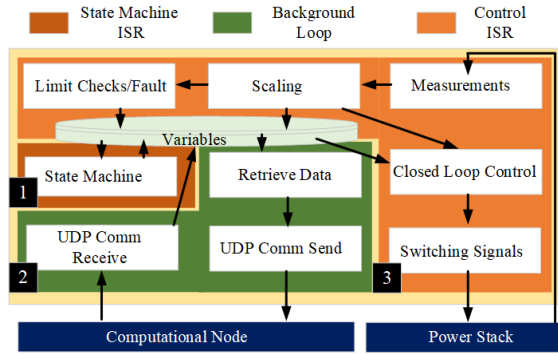 State Machine
ISR
Background
Loop
Control
ISR
Limit Checks/Fault
Scaling
Measurements
Variables
State Machine
Retrieve Data
Closed Loop Control
1
UDP Comm
Receive
UDP Comm Send
Switching Signals
2
3
Computational Node
Power Stack